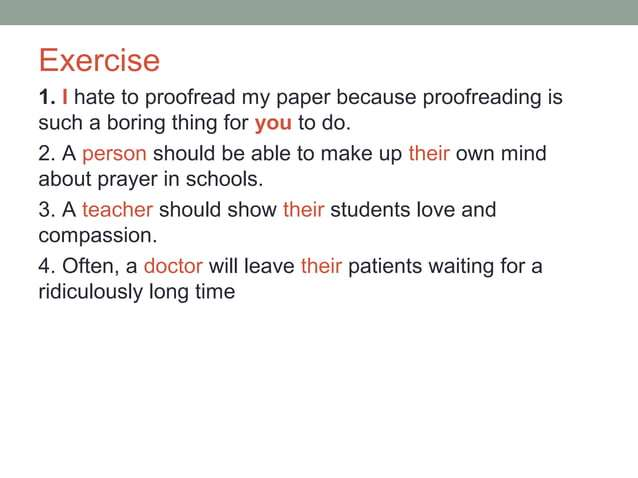 Exercise
1. I hate to proofread my paper because proofreading is
such a boring thing for you to do.
2. A person should be able to make up their own mind
about prayer in schools.
3. A teacher should show their students love and
compassion.
4. Often, a doctor will leave their patients waiting for a
ridiculously long time